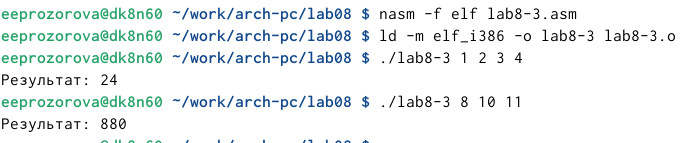 eeprozorova@dk8n60 ~/work/arch-pc/lab08 $ nasm -f elf lab8-3.asm
eeprozorova@dk8n60 ~/work/arch-pc/lab08 $ ld -m elf_i386 -o lab8-3 lab8-3.o
eeprozorova@dk8n60 ~/work/arch-pc/lab08 $ ./lab8-3 1 2 3 4
Результат: 24
eeprozorova@dk8n60 ~/work/arch-pc/lab08 $ ./lab8-3 8 10 11
Результат: 880